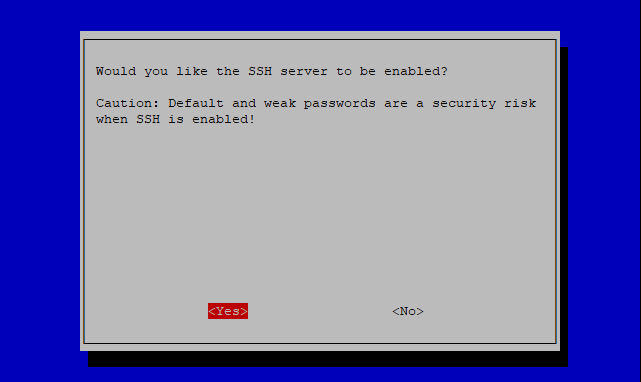 Would you like the SSH server to be enabled?
Caution: Default and weak passwords are a security risk
when SSH is enabled!
<Yes> <No>